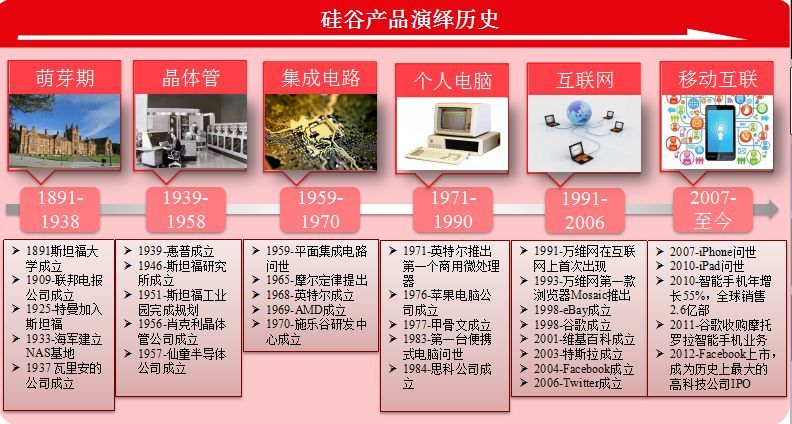 硅谷产品演绎历史
萌芽期
晶体管
集成电路
个人电脑
互联网
移动互联
1891-
1938
1939-
1958
1959-
1970
1971-
1990
1991-
2006
2007-
至今
➢ 1891斯坦福大
学成立
➢ 1909-联邦电报
公司成立
➢ 1925-特曼加入
斯坦福
➢ 1933-海军建立
NAS基地
➢ 1937 瓦里安的
公司成立
➢ 1939-惠普成立
➢ 1946-斯坦福研究
所成立
➢ 1951-斯坦福工业
园完成规划
➢ 1956-肖克利晶体
管公司成立
➢ 1957-仙童半导体
公司成立
➢ 1959-平面集成电路
问世
➢ 1965-摩尔定律提出
➢ 1968-英特尔成立
➢ 1969-AMD成立
➢ 1970-施乐谷研发中
心成立
➢ 1971-英特尔推出
第一个商用微处理
器
➢ 1976-苹果电脑公
司成立
➢ 1977-甲骨文成立
➢ 1983-第一台便携
式电脑问世
➢ 1984-思科公司成
立
➢ 1991-万维网在互联
网上首次出现
➢ 1993-万维网第一款
浏览器Mosaic推出
➢ 1998-eBay成立
➢ 1998-谷歌成立
➢ 2001-维基百科成立
➢ 2003-特斯拉成立
➢ 2004-Facebook成立
➢ 2006-Twitter成立
➢ 2007-iPhone问世
➢ 2010-iPad问世
➢ 2010-智能手机年增
长55%，全球销售
2.6亿部
➢ 2011-谷歌收购摩托
罗拉智能手机业务
➢ 2012-Facebook上市，
成为历史上最大的
高科技公司IPO